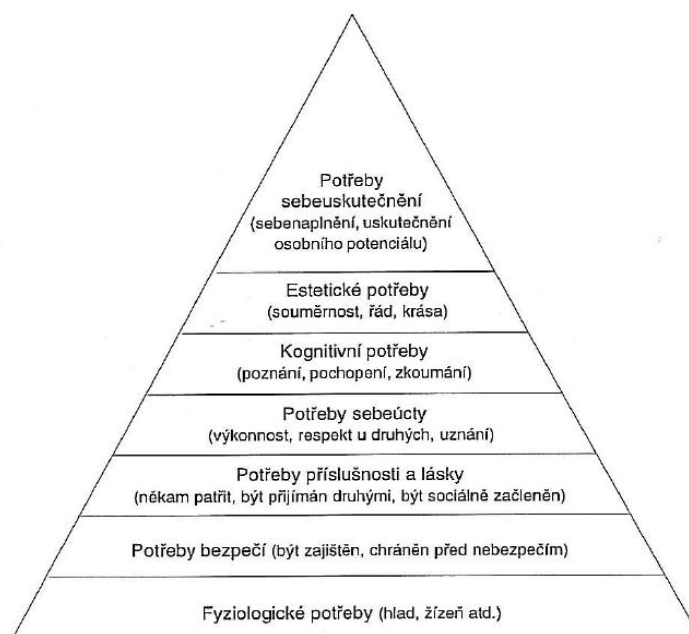 Potřeby
sebeuskutečnění
(sebenaplnění, uskutečnění
osobního potenciálu)
Estetické potřeby
(souměrnost, řád, krása)
Kognitivní potřeby
(poznání, pochopení, zkoumání)
Potřeby sebeúcty
(výkonnost, respekt u druhých, uznání)
Potřeby příslušnosti a lásky
(někam patřit, být přijímán druhými, být sociálně začleněn)
Potřeby bezpečí (být zajištěn, chráněn před nebezpečím)
Fyziologické potřeby (hlad, žízeň atd.)